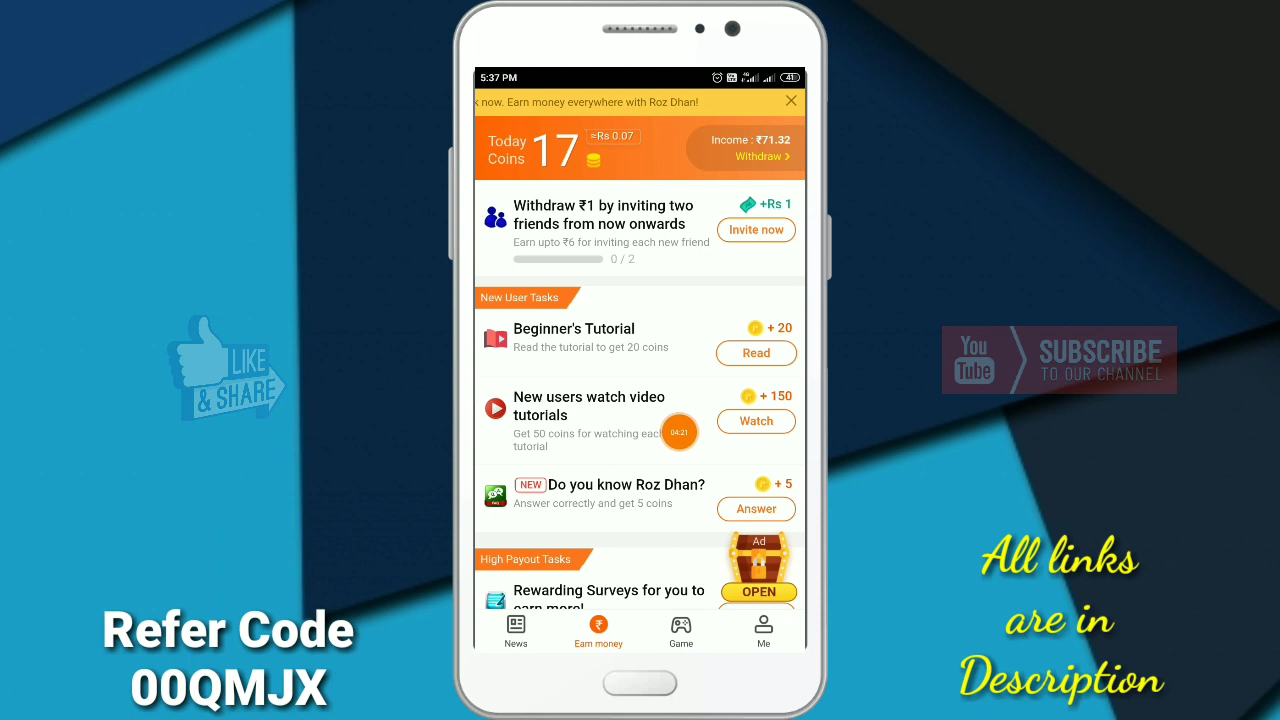 5:37 PM
41
now. Earn money everywhere with Roz Dhan!
Today
Coins
17
≈Rs 0.07
Income : ₹71.32
Withdraw >
Withdraw ₹1 by inviting two
friends from now onwards
Earn upto ₹6 for inviting each new friend
0 / 2
+Rs 1
Invite now
New User Tasks
Beginner's Tutorial
Read the tutorial to get 20 coins
+ 20
Read
New users watch video
tutorials
Get 50 coins for watching each
tutorial
04:21
+ 150
Watch
NEW Do you know Roz Dhan?
Answer correctly and get 5 coins
+ 5
Answer
High Payout Tasks
Ad
OPEN
Rewarding Surveys for you to
earn more!
News
Earn money
Game
Me
LIKE
& SHARE
You
Tube
SUBSCRIBE
TO OUR CHANNEL
Refer Code
00QMJX
All links
are in
Description